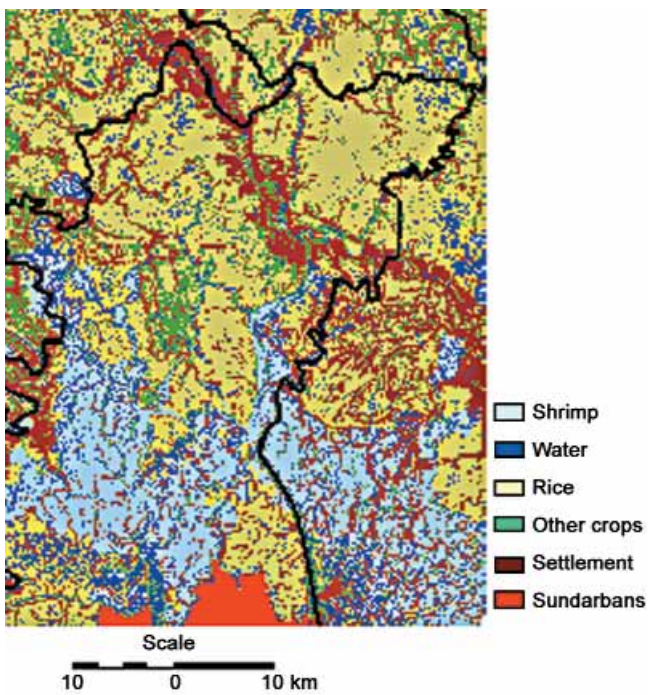 Shrimp
Water
Rice
Other crops
Settlement
Sundarbans
Scale
10 0 10 km